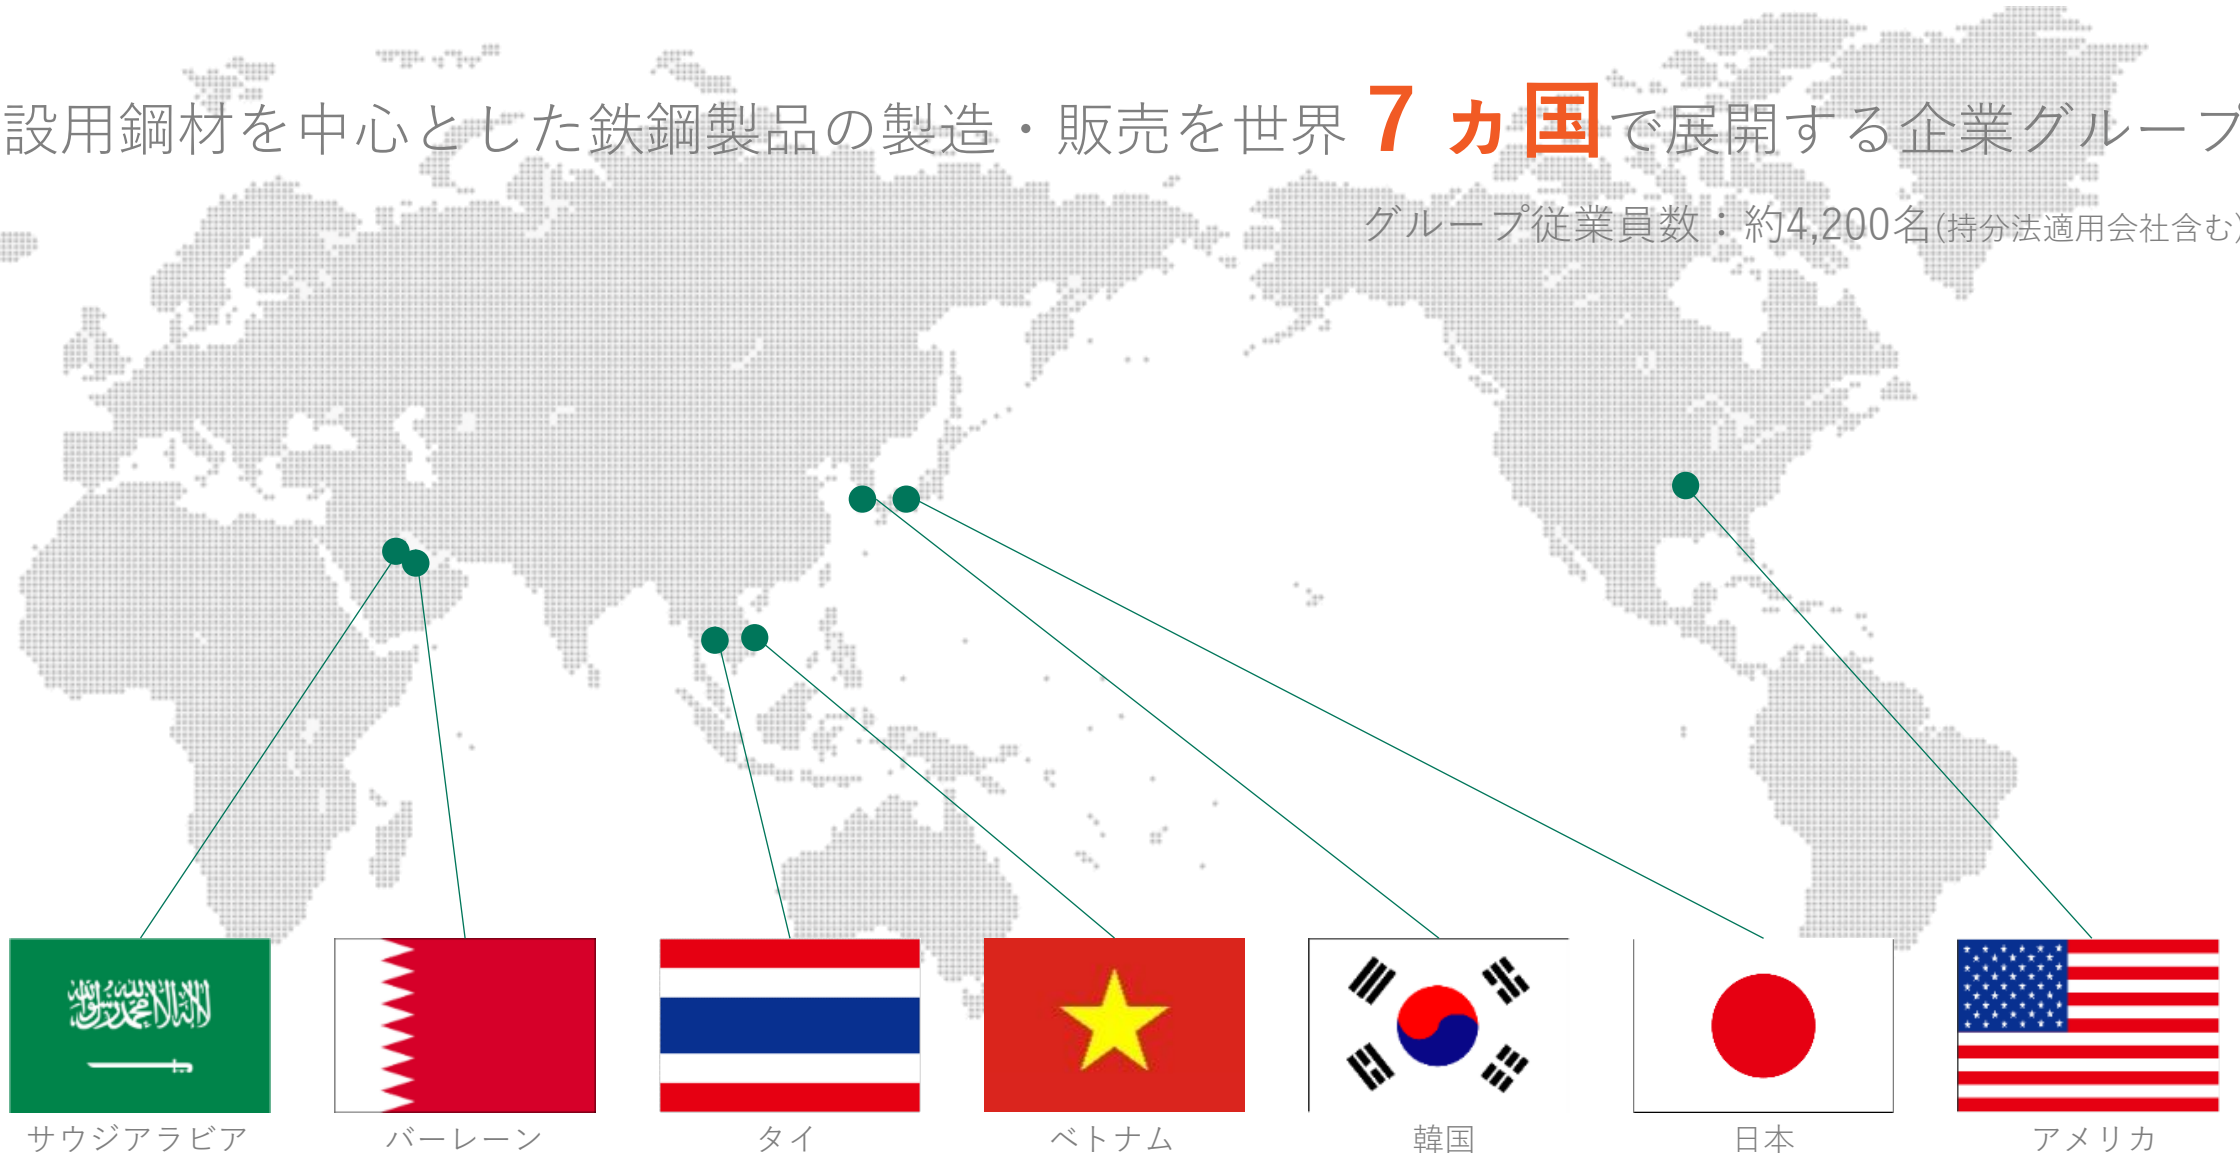 設用鋼材を中心とした鉄鋼製品の製造・販売を世界 7 ヵ国で展開する企業グループ
グループ従業員数：約4,200名(持分法適用会社含む)
サウジアラビア
バーレーン
タイ
ベトナム
韓国
日本
アメリカ